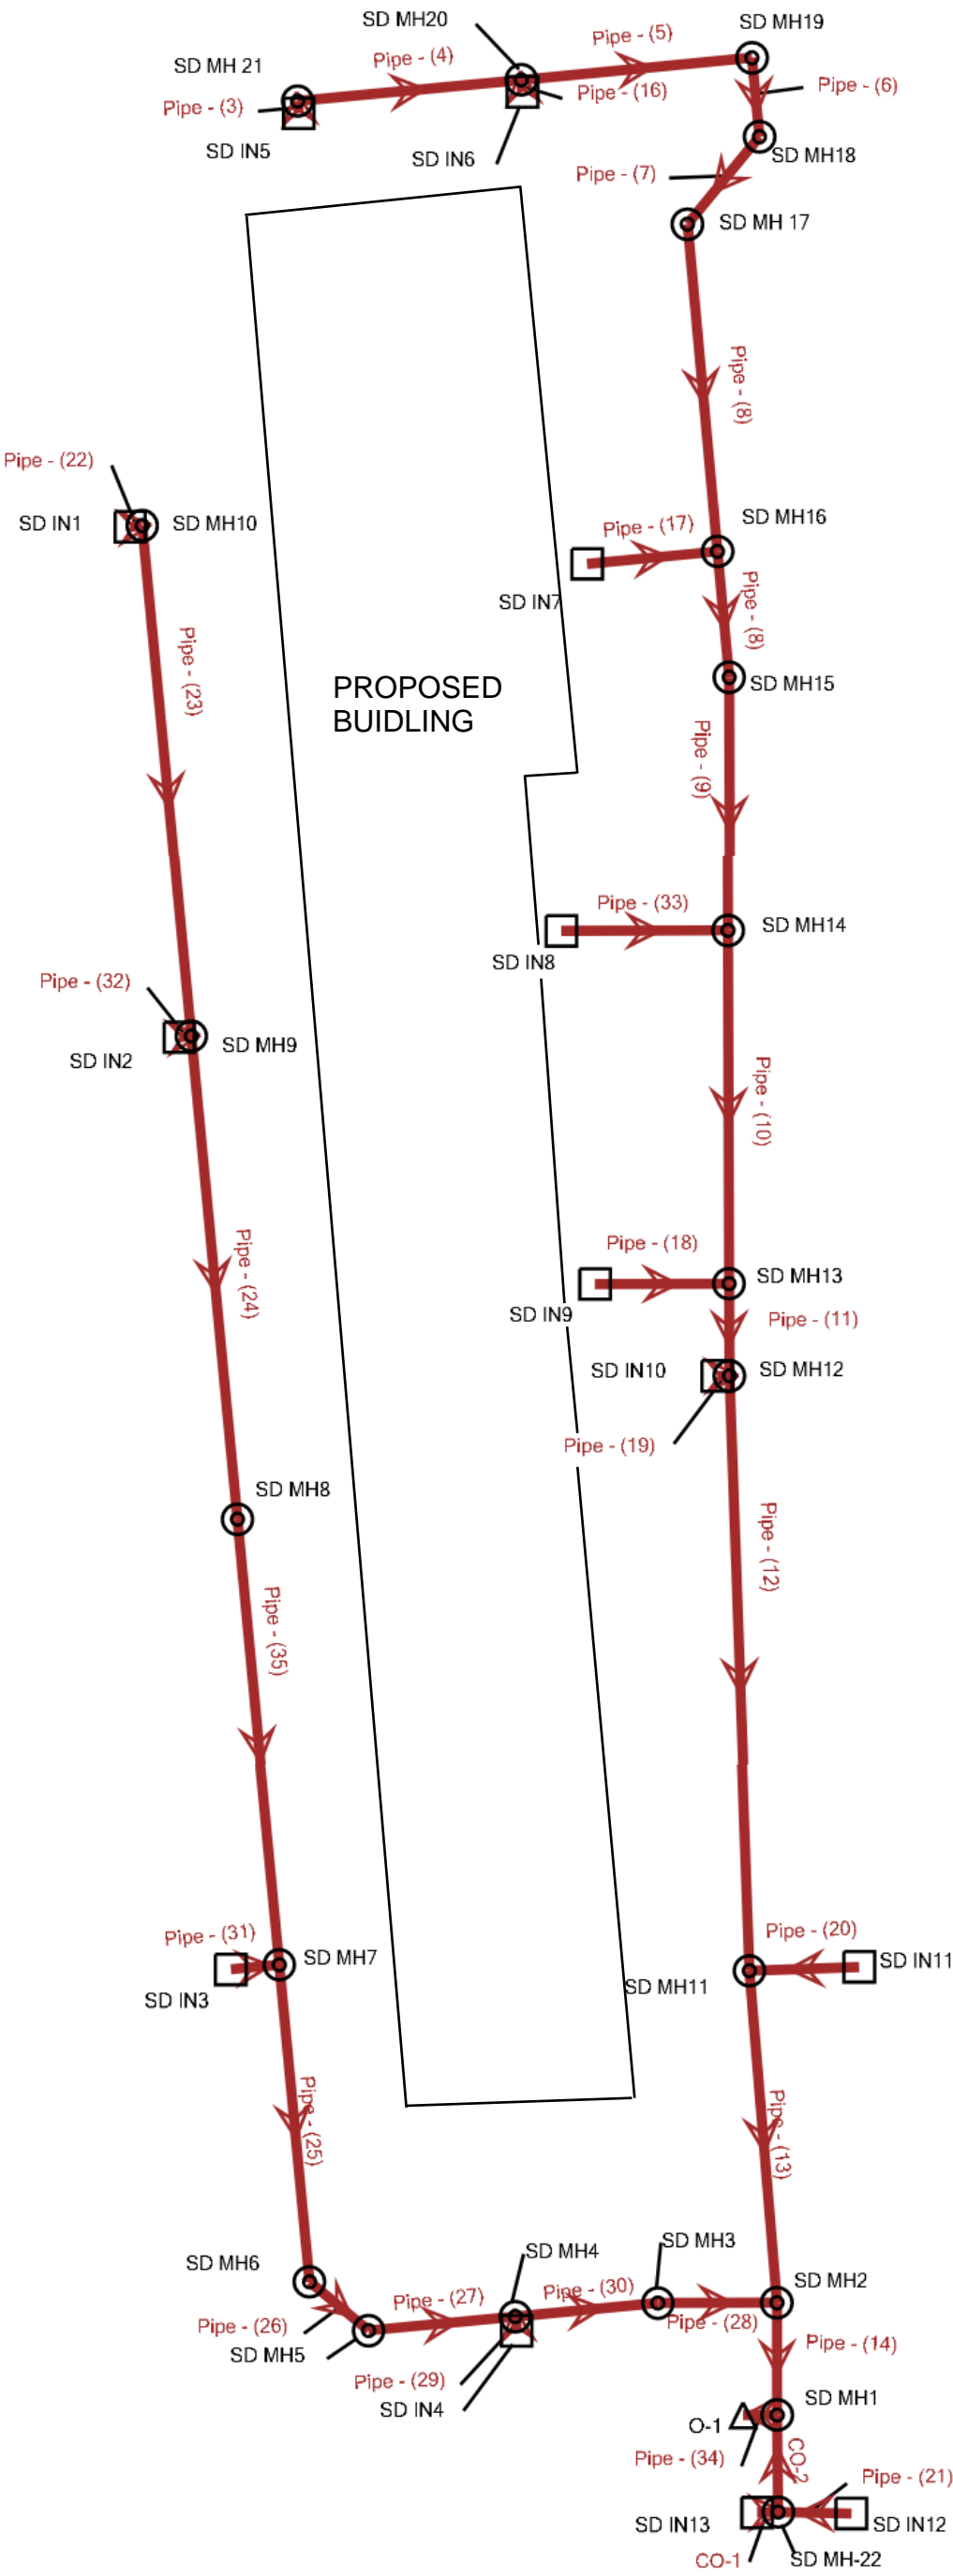 SD MH20
SD MH19
Pipe - (5)
Pipe - (4)
SD MH 21
Pipe - (6)
Pipe - (16)
Pipe - (3)
SD IN5
SD IN6
SD MH18
Pipe - (7)
SD MH 17
Pipe - (8)
Pipe - (22)
SD IN1
SD MH10
SD MH16
Pipe - (17)
SD IN7
Pipe - (8)
Pipe - (23)
SD MH15
PROPOSED
BUIDLING
Pipe - (9)
Pipe - (33)
SD MH14
SD IN8
Pipe - (32)
SD MH9
SD IN2
Pipe - (10)
Pipe - (18)
Pipe - (24)
SD MH13
SD IN9
Pipe - (11)
SD IN10
SD MH12
Pipe - (19)
SD MH8
Pipe - (12)
Pipe - (35)
Pipe - (20)
Pipe - (31)
SD MH7
SD IN11
SD MH11
SD IN3
Pipe - (25)
Pipe - (13)
SD MH3
SD MH4
SD MH6
SD MH2
Pipe - (30)
Pipe - (27)
Pipe - (28)
Pipe - (26)
Pipe - (14)
SD MH5
Pipe - (29)
SD MH1
SD IN4
O-1
Pipe - (34)
CO-2
Pipe - (21)
SD IN13
SD IN12
CO-1
SD MH-22